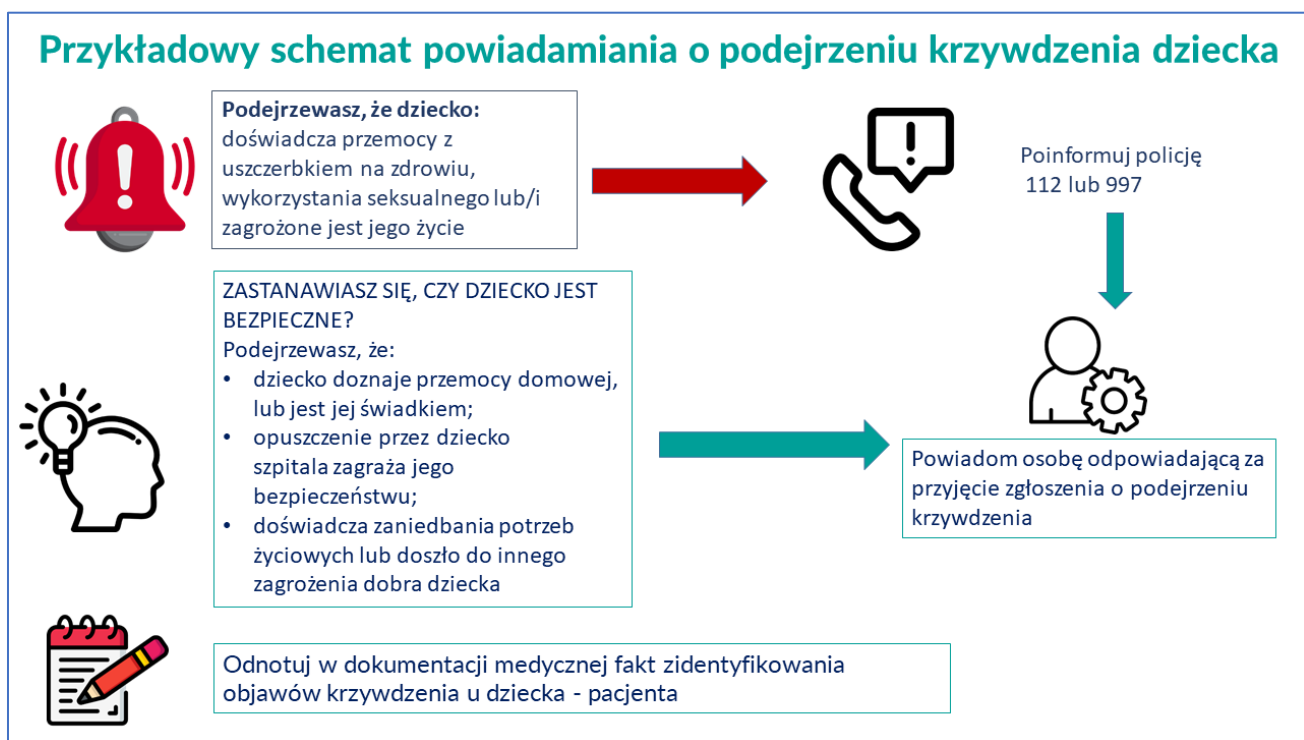 Przykładowy schemat powiadamiania o podejrzeniu krzywdzenia dziecka
Podejrzewasz, że dziecko:
doświadcza przemocy z
uszczerbkiem na zdrowiu,
wykorzystania seksualnego lub/i
zagrożone jest jego życie
Poinformuj policję
112 lub 997
ZASTANAWIASZ SIĘ, CZY DZIECKO JEST
BEZPIECZNE?
Podejrzewasz, że:
• dziecko doznaje przemocy domowej,
lub jest jej świadkiem;
• opuszczenie przez dziecko
szpitala zagraża jego
bezpieczeństwu;
• doświadcza zaniedbania potrzeb
życiowych lub doszło do innego
zagrożenia dobra dziecka
Powiadom osobę odpowiadającą za
przyjęcie zgłoszenia o podejrzeniu
krzywdzenia
Odnotuj w dokumentacji medycznej fakt zidentyfikowania
objawów krzywdzenia u dziecka - pacjenta